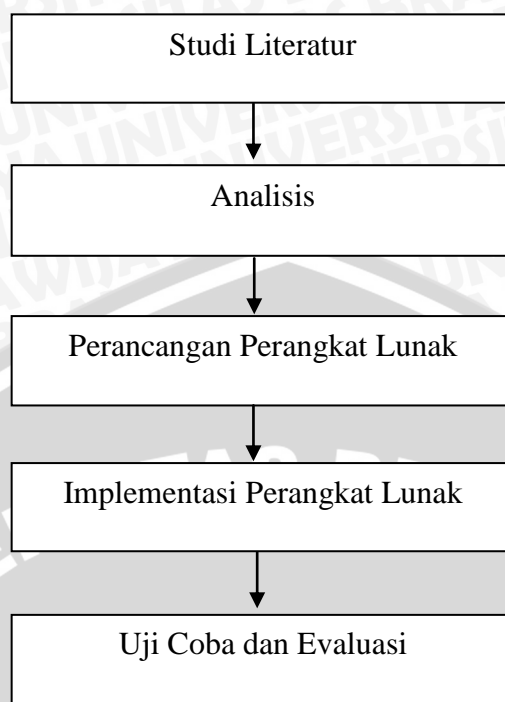 Studi Literatur
Analisis
Perancangan Perangkat Lunak
Implementasi Perangkat Lunak
Uji Coba dan Evaluasi